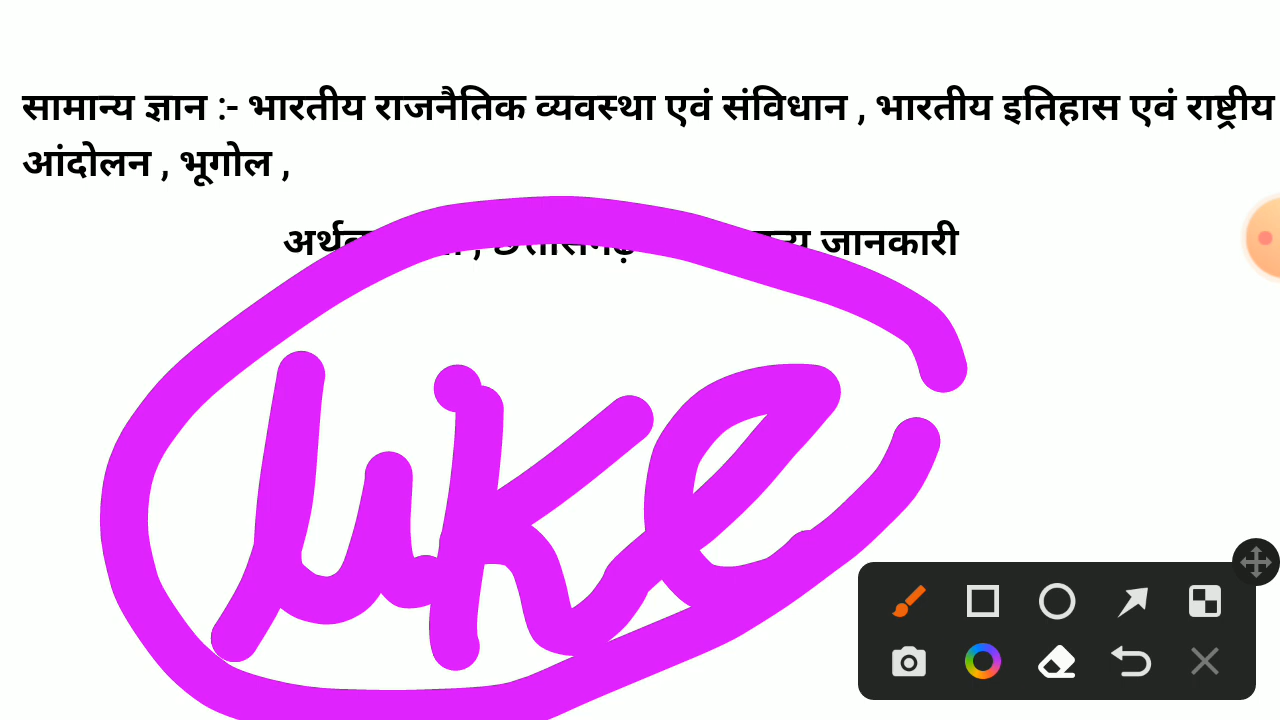 सामान्य ज्ञान :- भारतीय राजनैतिक व्यवस्था एवं संविधान , भारतीय इतिहास एवं राष्ट्रीय
आंदोलन , भूगोल ,
जानकारी
like